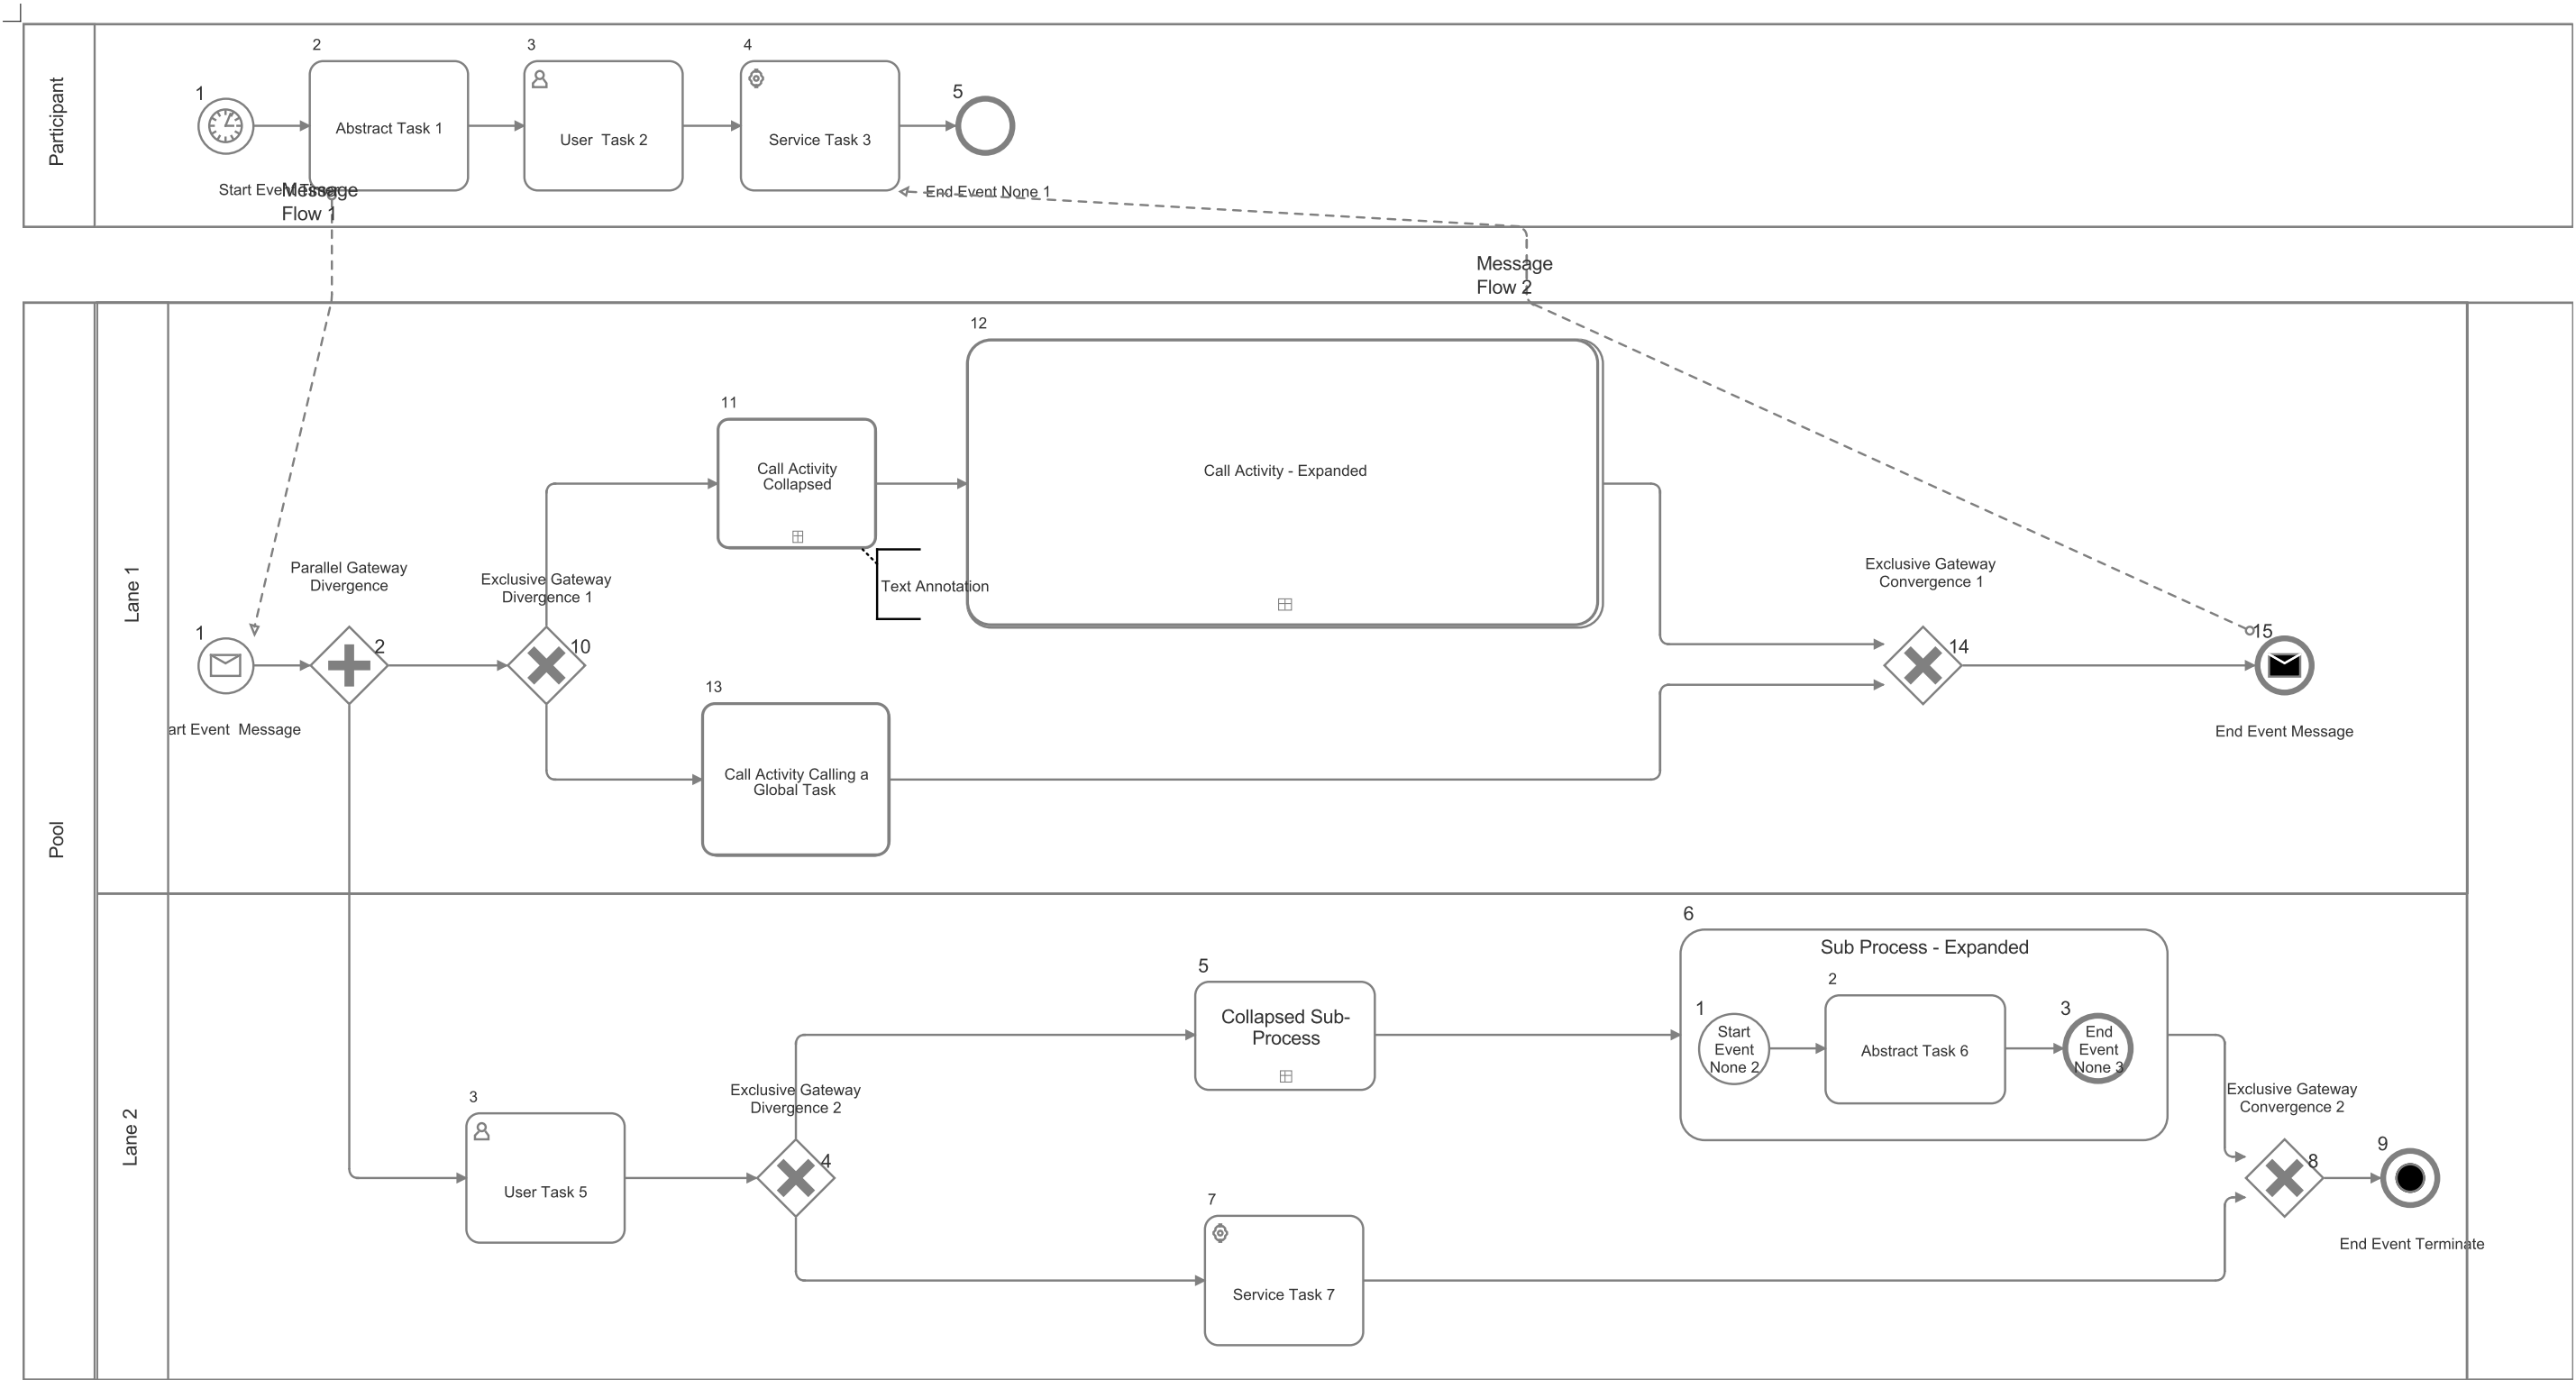 Participant
1
2
3
4
5
Abstract Task 1
User  Task 2
Service Task 3
Start Event Timer
Message
Flow 1
End Event None 1
Message
Flow 2
Pool
Lane 1
12
11
Call Activity
Collapsed
Call Activity - Expanded
Parallel Gateway
Divergence
Exclusive Gateway
Divergence 1
Text Annotation
Exclusive Gateway
Convergence 1
1
2
10
14
15
13
art Event  Message
End Event Message
Call Activity Calling a
Global Task
Lane 2
6
Sub Process - Expanded
5
Collapsed Sub-
Process
1
2
3
Start
Event
None 2
Abstract Task 6
End
Event
None 3
3
User Task 5
Exclusive Gateway
Divergence 2
4
Exclusive Gateway
Convergence 2
8
9
7
Service Task 7
End Event Terminate